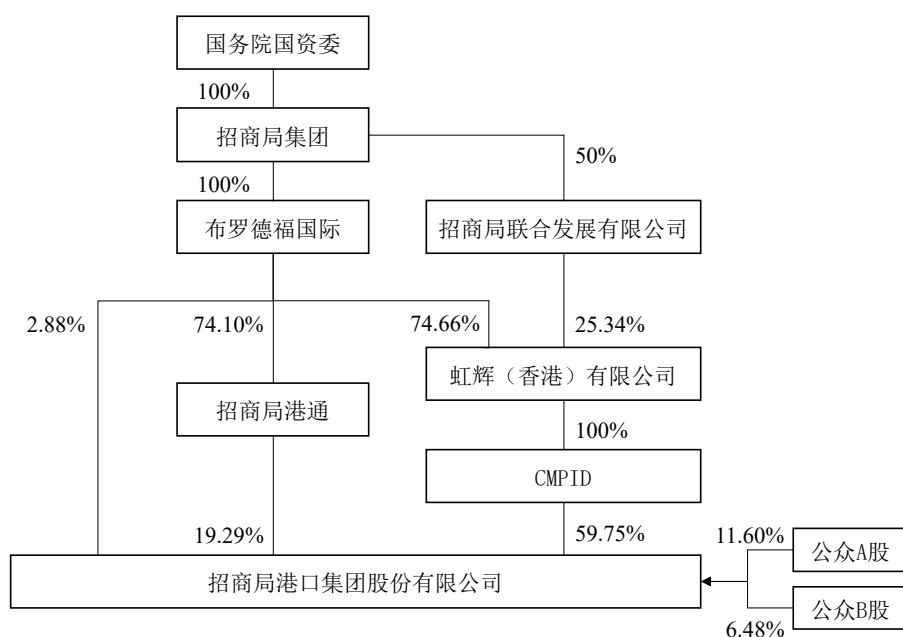 国务院国资委
100%
招商局集团
50%
100%
布罗德福国际
招商局联合发展有限公司
2.88%
74.10%
74.66%
25.34%
虹辉（香港）有限公司
招商局港通
100%
CMPID
19.29%
59.75%
11.60%
公众A股
招商局港口集团股份有限公司
公众B股
6.48%